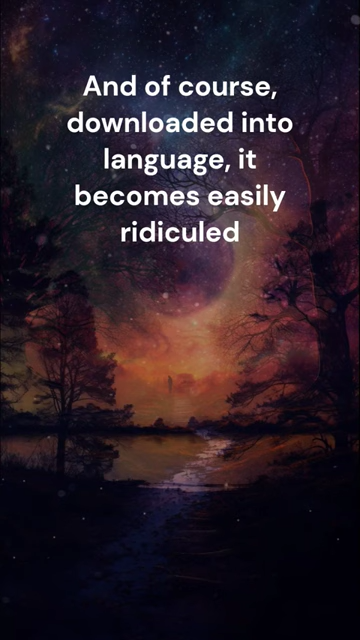 And of course,
downloaded into
language, it
becomes easily
ridiculed